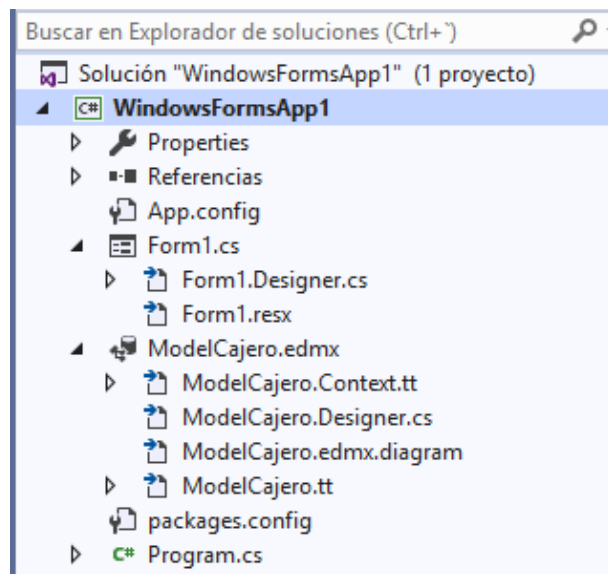 Buscar en Explorador de soluciones (Ctrl+`)
Solución "WindowsFormsApp1" (1 proyecto)
C# WindowsFormsApp1
Properties
Referencias
App.config
Form1.cs
Form1.Designer.cs
Form1.resx
ModelCajero.edmx
ModelCajero.Context.tt
ModelCajero.Designer.cs
ModelCajero.edmx.diagram
ModelCajero.tt
packages.config
C# Program.cs